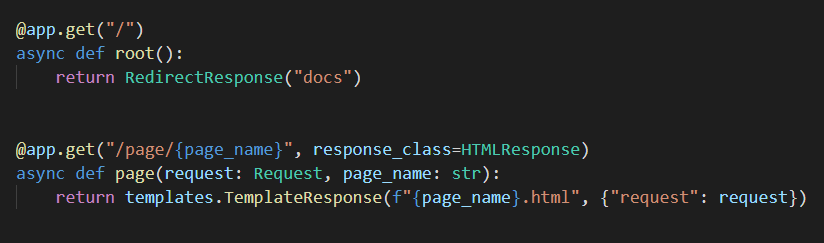 @app.get("/")
async def root():
    return RedirectResponse("docs")
@app.get("/page/{page_name}", response_class=HTMLResponse)
async def page(request: Request, page_name: str):
    return templates.TemplateResponse(f"{page_name}.html", {"request": request})